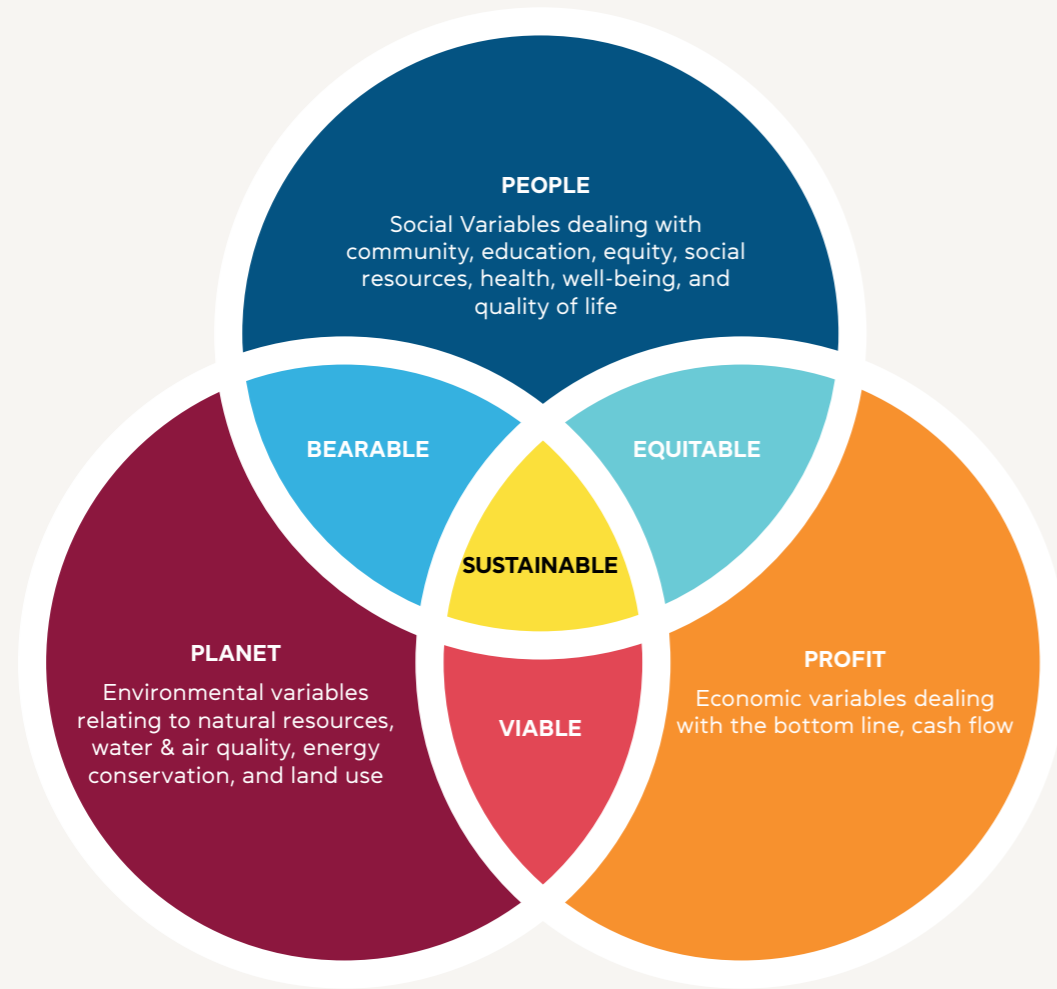 PEOPLE
Social Variables dealing with
community, education, equity, social
resources, health, well-being, and
quality of life
BEARABLE
EQUITABLE
SUSTAINABLE
PLANET
Environmental variables
relating to natural resources,
water & air quality, energy
conservation, and land use
VIABLE
PROFIT
Economic variables dealing
with the bottom line, cash flow